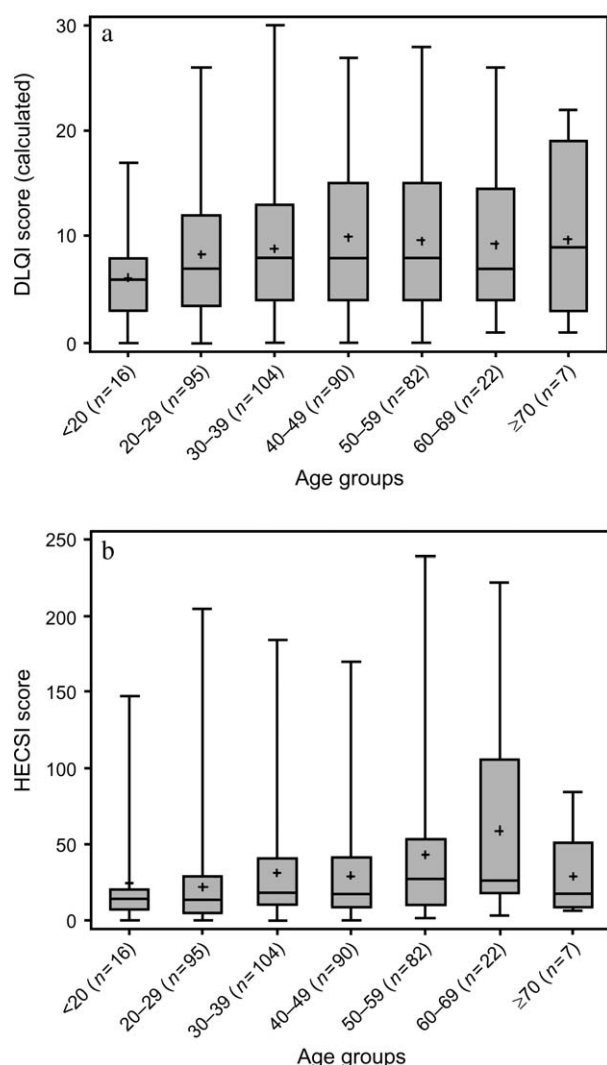 a
DLQI score (calculated)
30
20
10
0
<20 (n=16)
20–29 (n=95)
30–39 (n=104)
40–49 (n=90)
50–59 (n=82)
60–69 (n=22)
≥70 (n=7)
Age groups
b
HECSI score
250
200
150
100
50
0
<20 (n=16)
20–29 (n=95)
30–39 (n=104)
40–49 (n=90)
50–59 (n=82)
60–69 (n=22)
≥70 (n=7)
Age groups